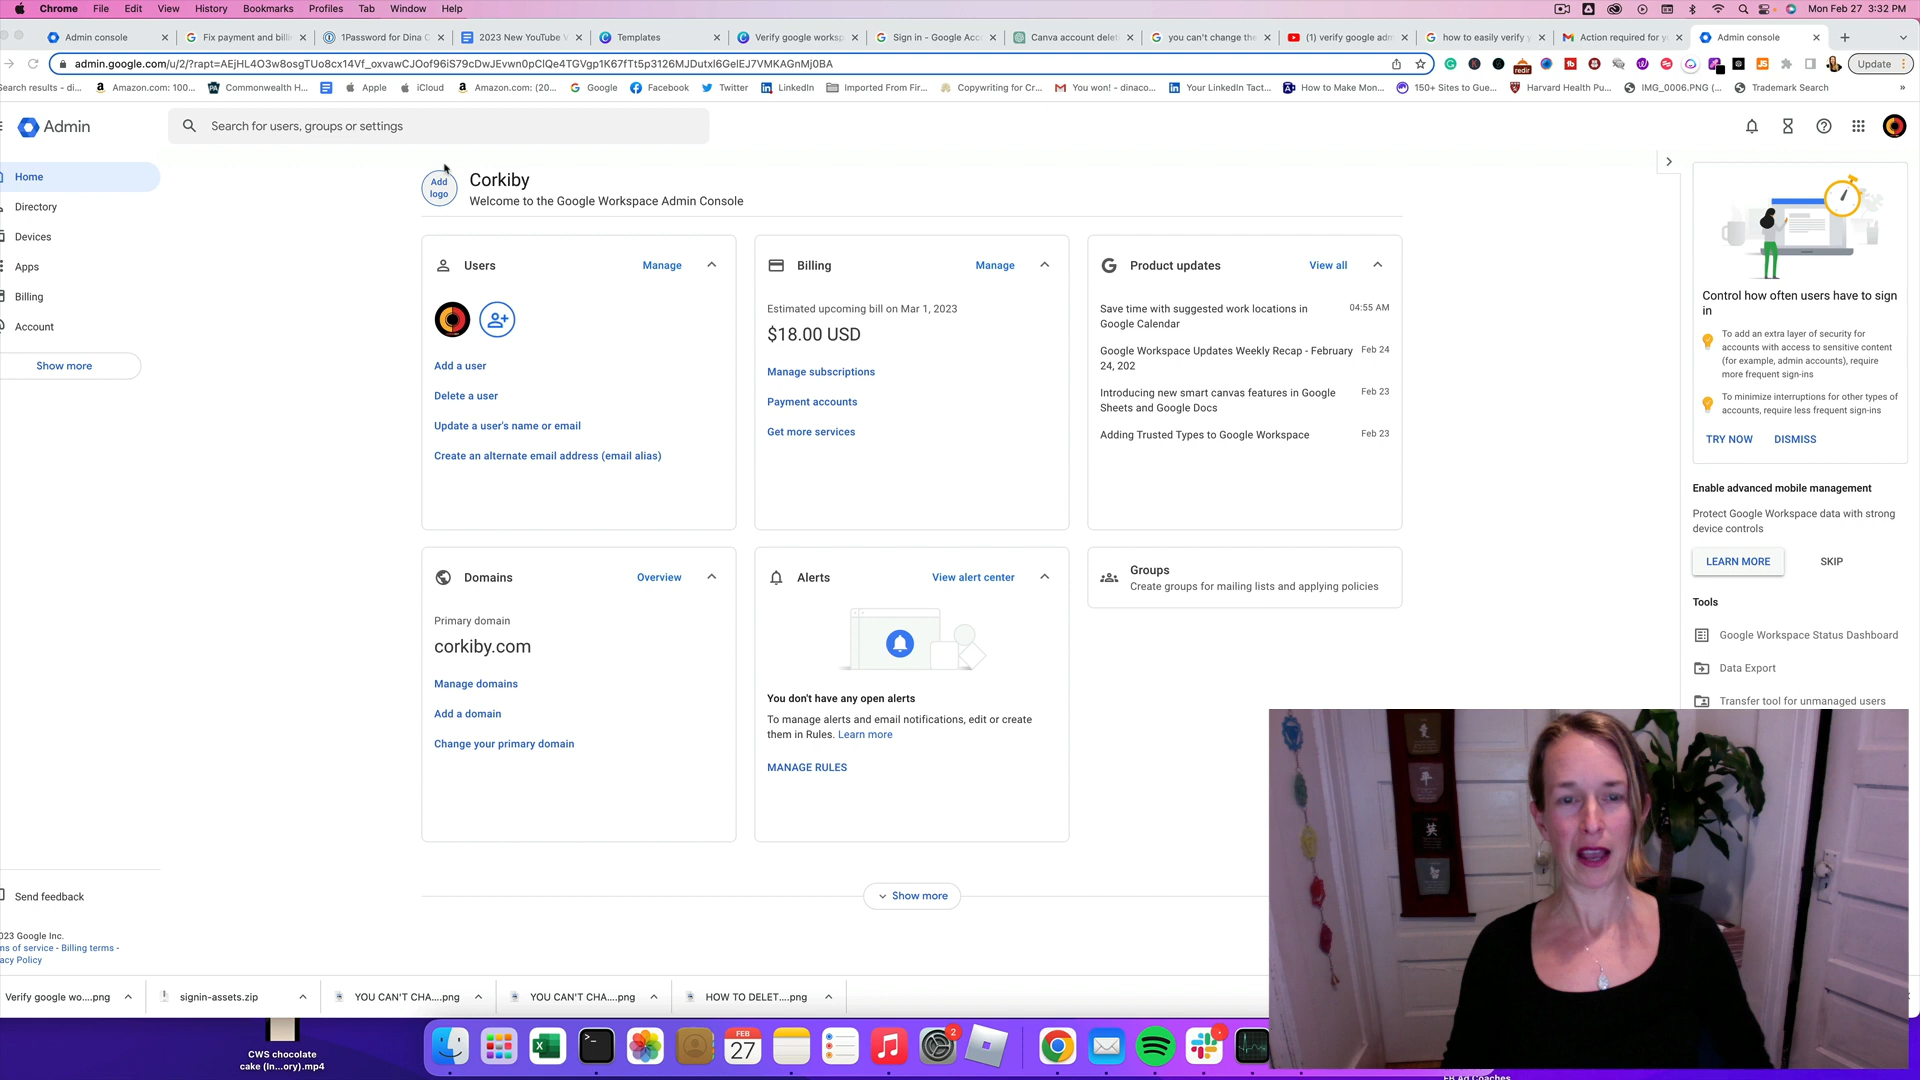 Chrome File Edit View History Bookmarks Profiles Tab Window Help Mon Feb 27 3:32 PM
Admin console Fix payment and billi 1Password for Dina C 2023 New YouTube V Templates Verify google worksp Sign in - Google Acc Canva account delet you can't change the (1) verify google adm how to easily verify y Action required for yo Admin console
admin.google.com/u/2/?rapt=AEjHL4O3w8osgTUo8cx14Vf_oxvawCJOof96iS79cDwJEvwn0pClQe4TGVgp1K67fTt5p3126MJDutxl6GelEJ7VMKAGnMj0BA Update
Search results - di... Amazon.com: 100... Commonwealth H... Apple iCloud Amazon.com: (20... Google Facebook Twitter LinkedIn Imported From Fir... Copywriting for Cr... You won! - dinaco... Your LinkedIn Tact... How to Make Mon... 150+ Sites to Gue... Harvard Health Pu... IMG_0006.PNG (... Trademark Search
Admin
Search for users, groups or settings
Home
Directory
Devices
Apps
Billing
Account
Show more
Add logo
Corkiby
Welcome to the Google Workspace Admin Console
Users Manage
Add a user
Delete a user
Update a user's name or email
Create an alternate email address (email alias)
Billing Manage
Estimated upcoming bill on Mar 1, 2023
$18.00 USD
Manage subscriptions
Payment accounts
Get more services
Product updates View all
Save time with suggested work locations in 04:55 AM
Google Calendar
Google Workspace Updates Weekly Recap - February Feb 24
24, 202
Introducing new smart canvas features in Google Feb 23
Sheets and Google Docs
Adding Trusted Types to Google Workspace Feb 23
Domains Overview
Primary domain
corkiby.com
Manage domains
Add a domain
Change your primary domain
Alerts View alert center
You don't have any open alerts
To manage alerts and email notifications, edit or create
them in Rules. Learn more
MANAGE RULES
Groups
Create groups for mailing lists and applying policies
Show more
Control how often users have to sign
in
To add an extra layer of security for
accounts with access to sensitive content
(for example, admin accounts), require
more frequent sign-ins
To minimize interruptions for other types of
accounts, require less frequent sign-ins
TRY NOW DISMISS
Enable advanced mobile management
Protect Google Workspace data with strong
device controls
LEARN MORE SKIP
Tools
Google Workspace Status Dashboard
Data Export
Transfer tool for unmanaged users
Send feedback
023 Google Inc.
ms of service - Billing terms -
acy Policy
Verify google wo....png signin-assets.zip YOU CAN'T CHA....png YOU CAN'T CHA....png HOW TO DELET....png
FEB
27
2
CWS chocolate
cake (In...ory).mp4